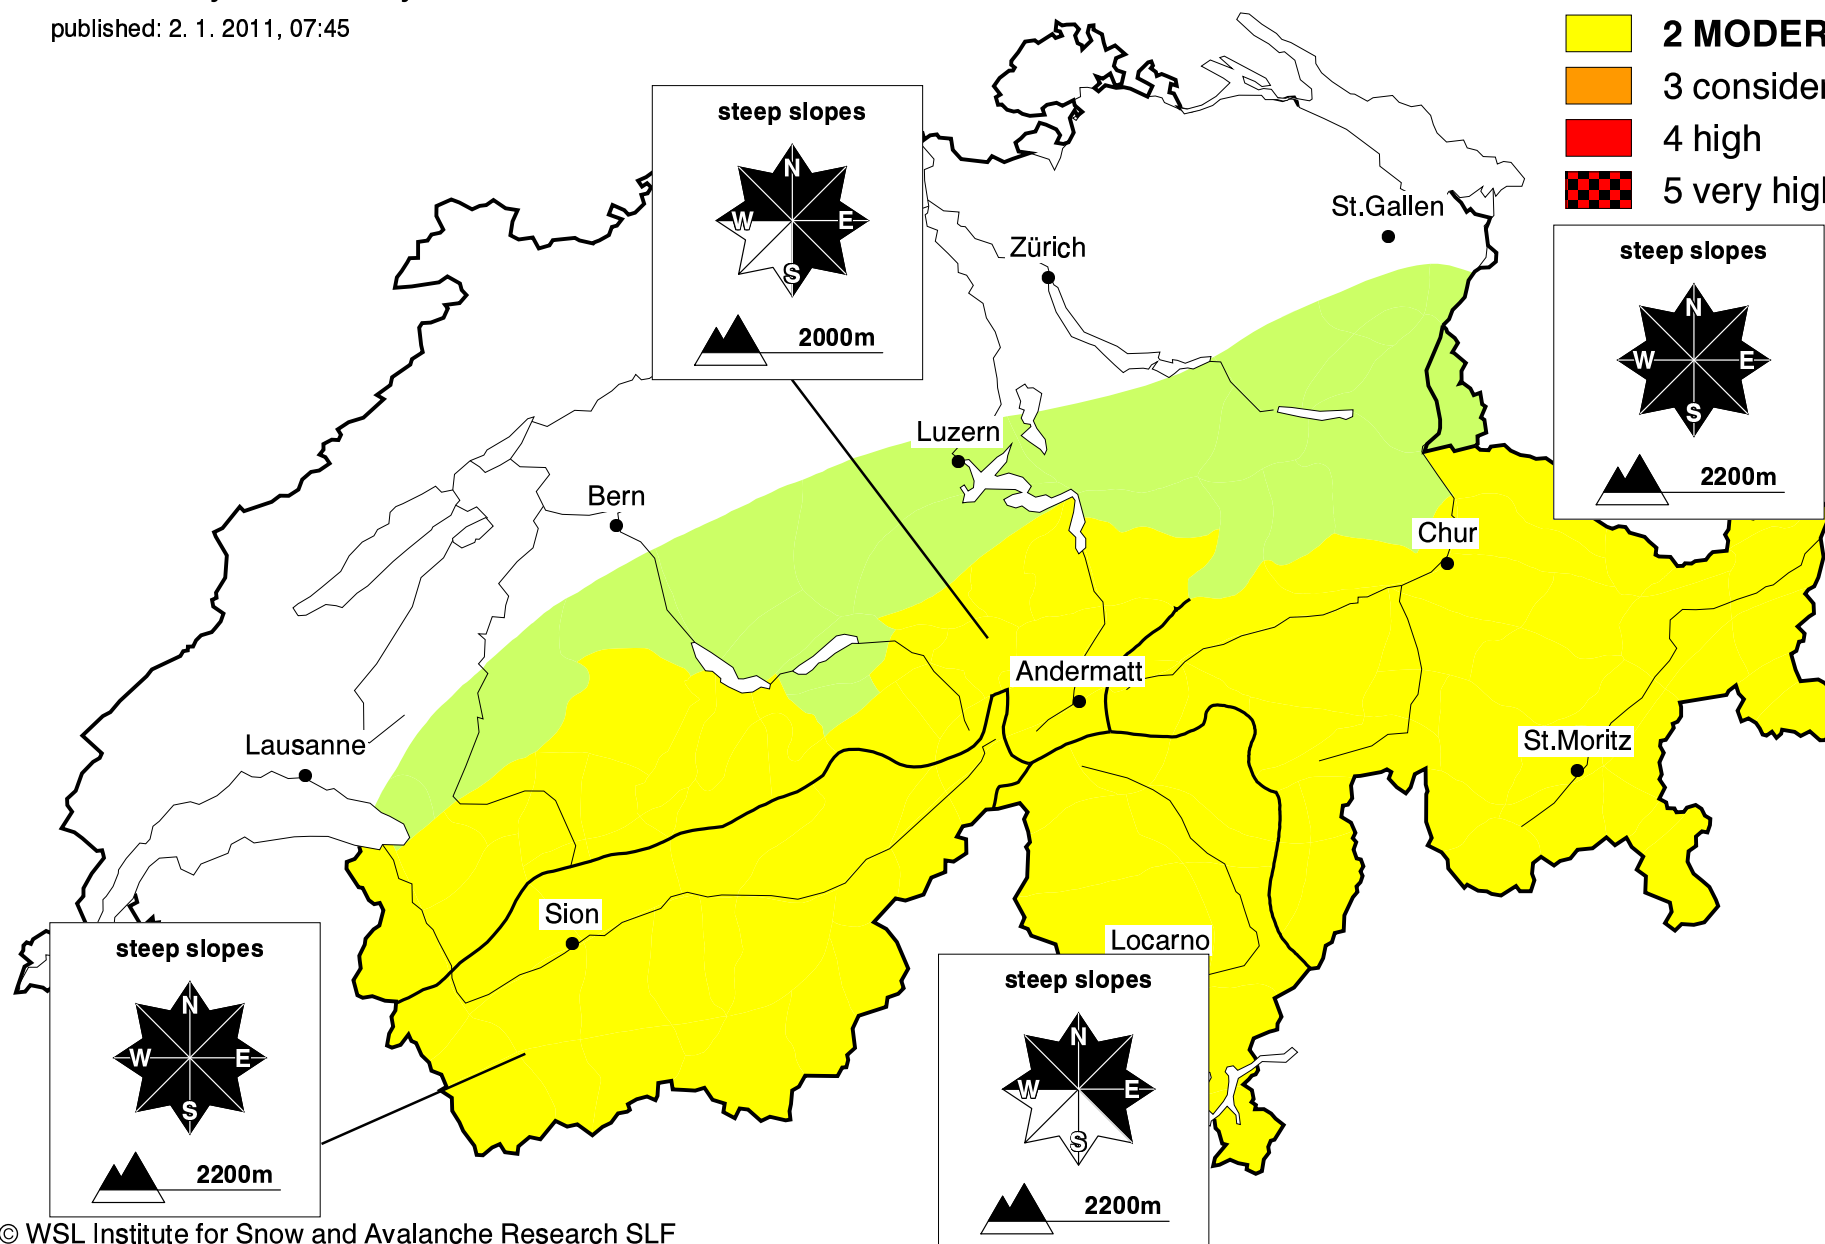 published: 2. 1. 2011, 07:45
2 MODER
3 consider
4 high
5 very high
steep slopes
N
W E
S
2000m
St.Gallen
Zürich
steep slopes
N
W E
S
2200m
Luzern
Bern
Chur
Andermatt
St.Moritz
Lausanne
Sion
Locarno
steep slopes
N
W E
S
2200m
steep slopes
N
W E
S
2200m
© WSL Institute for Snow and Avalanche Research SLF